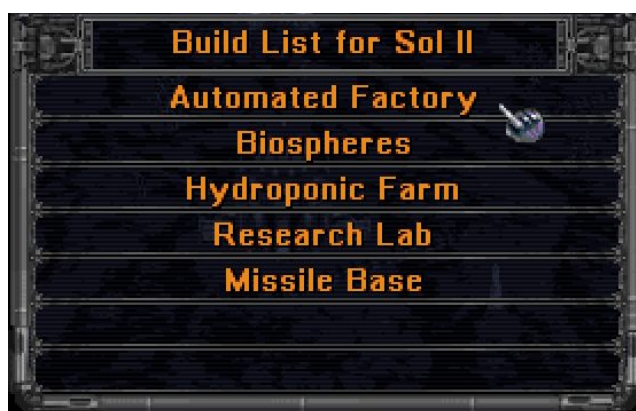 Build List for Sol II
Automated Factory
Biospheres
Hydroponic Farm
Research Lab
Missile Base